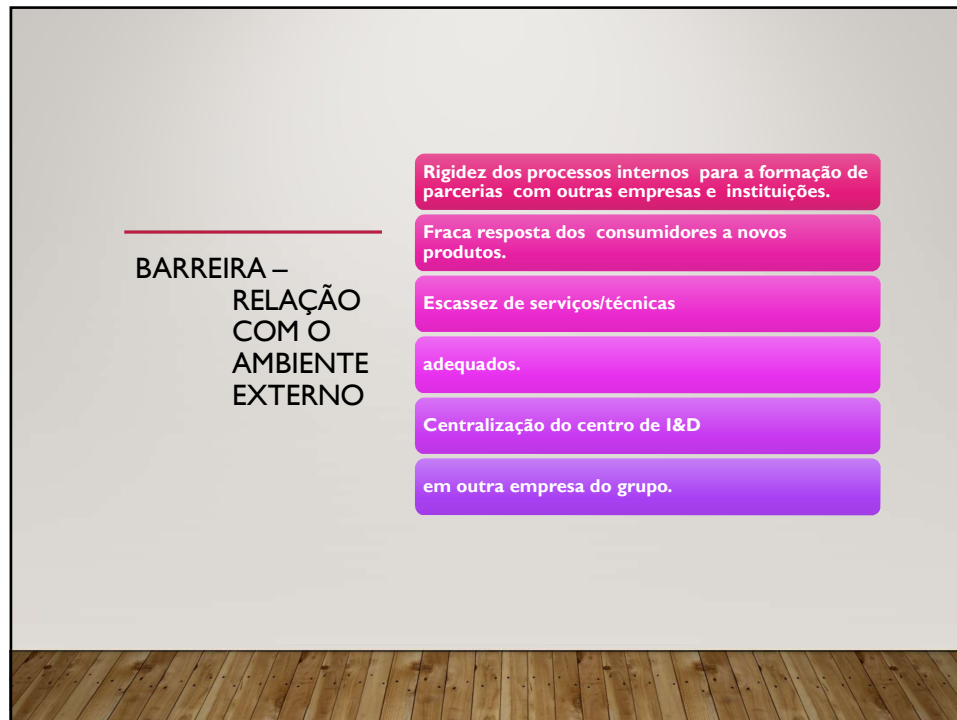 BARREIRA –
RELAÇÃO
COM O
AMBIENTE
EXTERNO
Rigidez dos processos internos para a formação de
parcerias com outras empresas e instituições.
Fraca resposta dos consumidores a novos
produtos.
Escassez de serviços/técnicas
adequados.
Centralização do centro de I&D
em outra empresa do grupo.